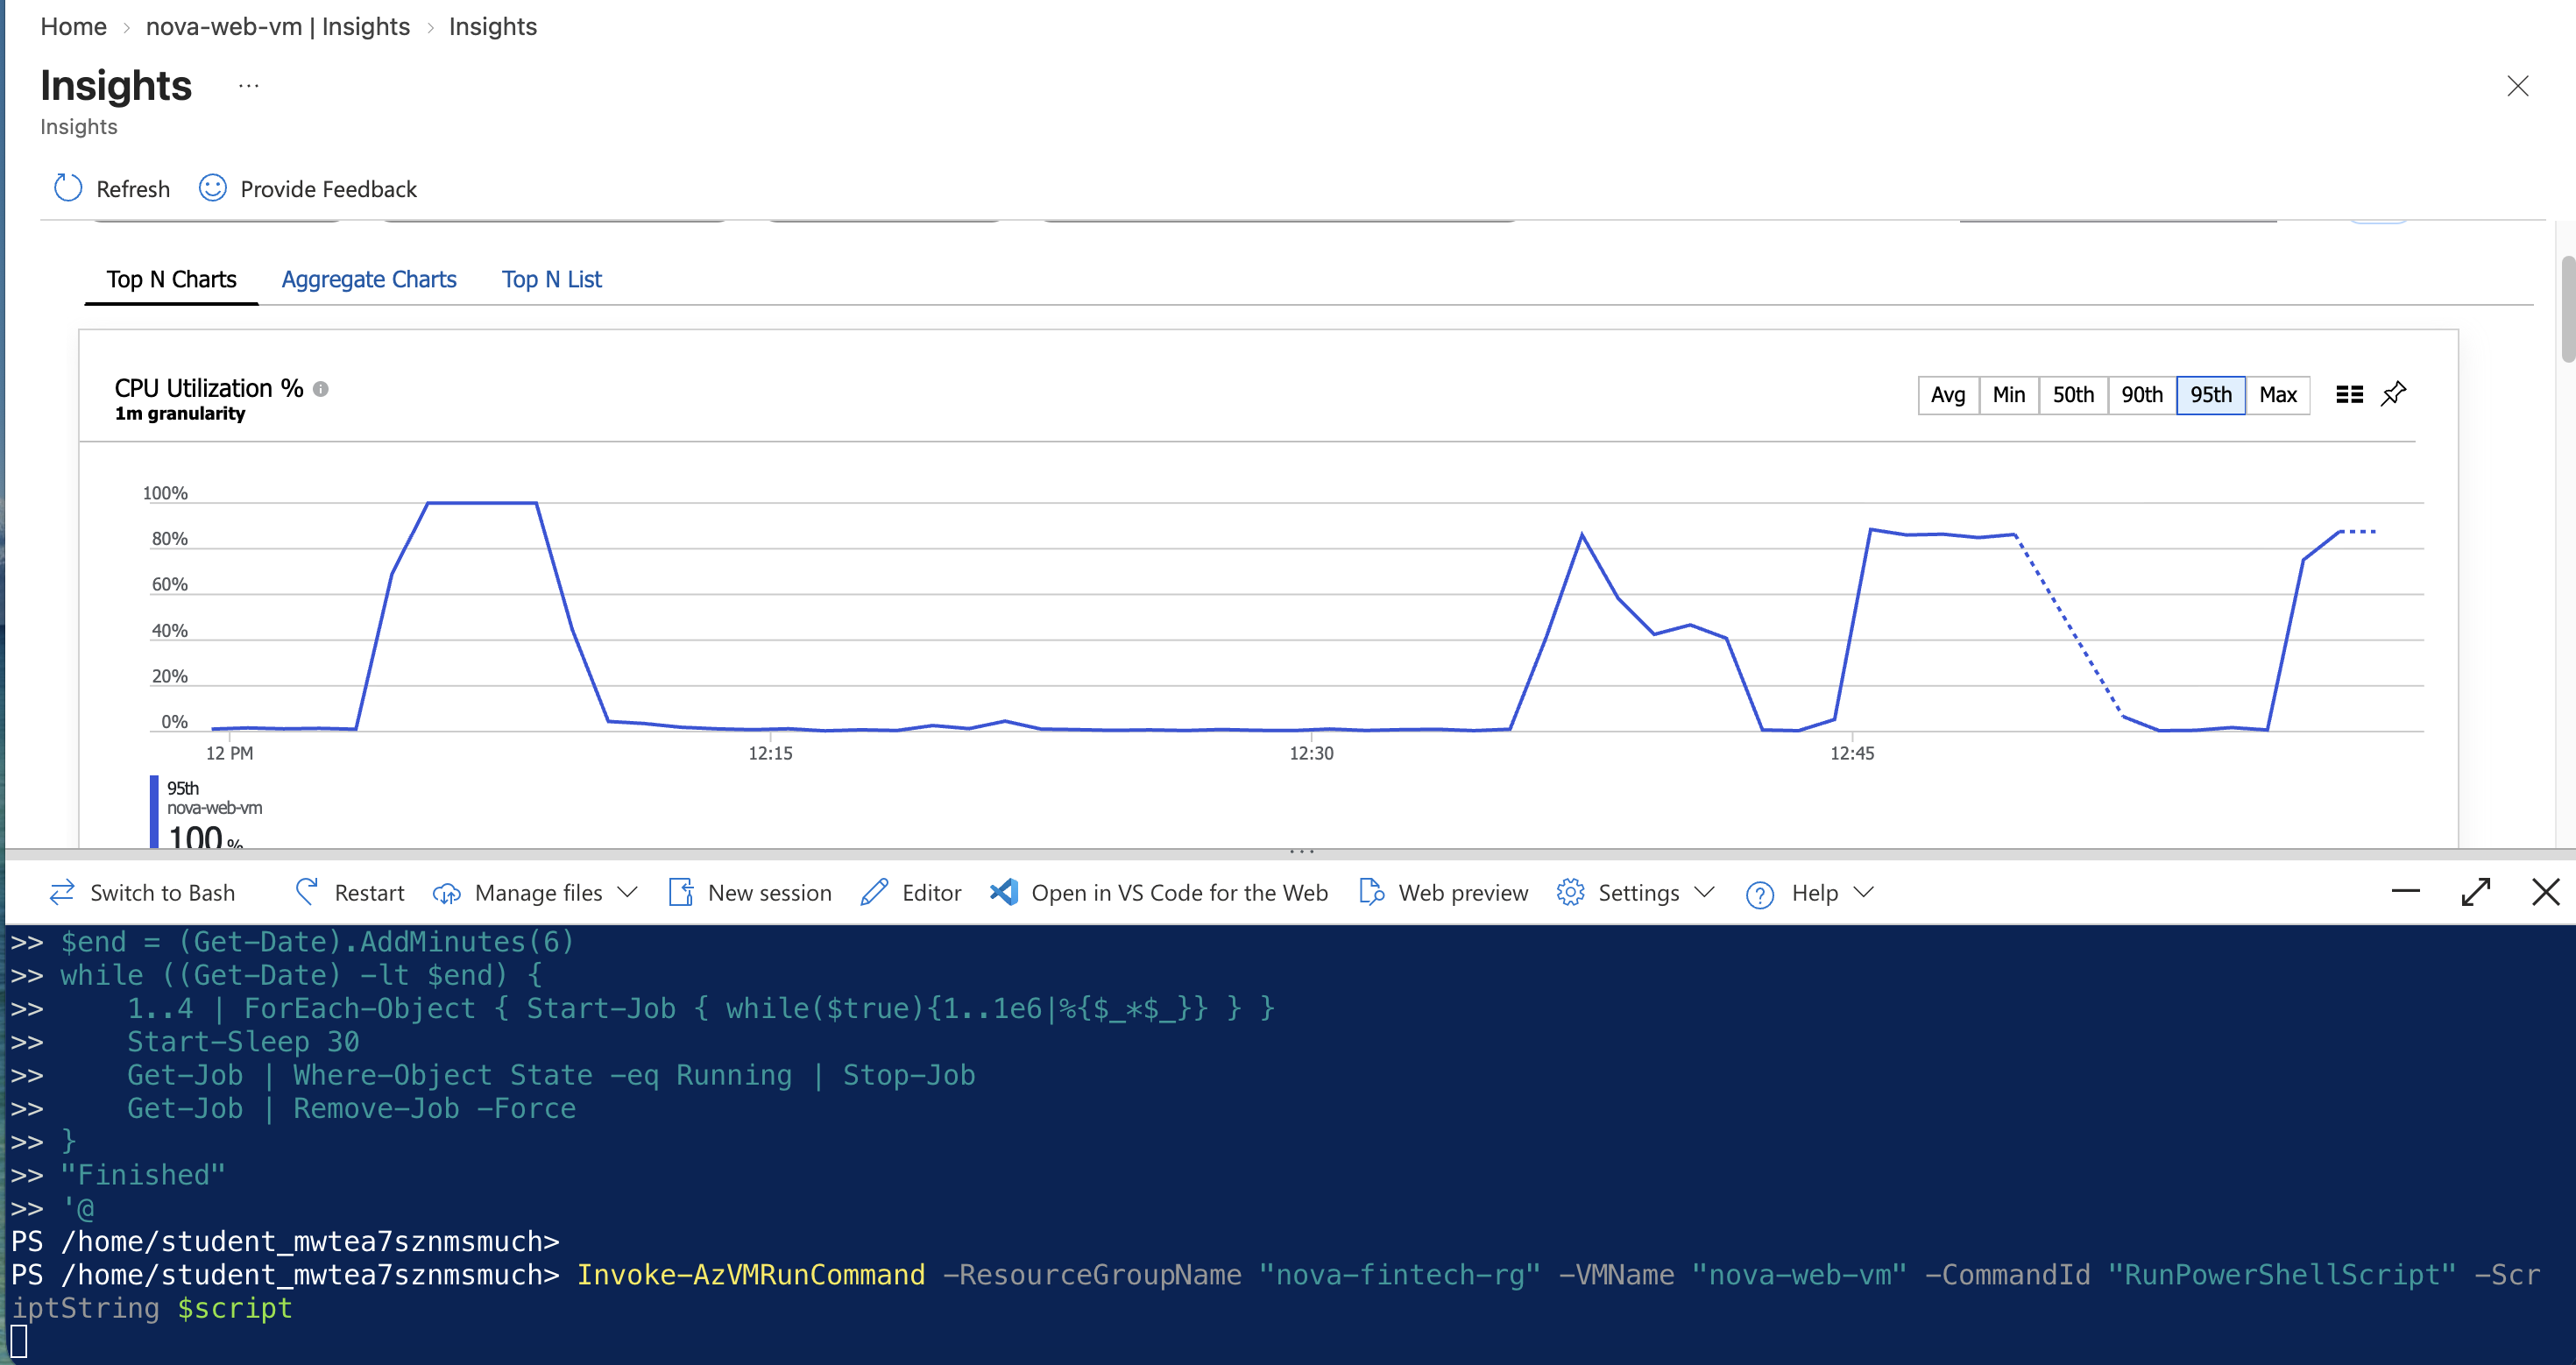 Home > nova-web-vm | Insights > Insights
Insights ...
Insights
Refresh Provide Feedback
Top N Charts Aggregate Charts Top N List
CPU Utilization %
1m granularity
Avg Min 50th 90th 95th Max
100%
80%
60%
40%
20%
0%
12 PM 12:15 12:30 12:45
95th
nova-web-vm
100 %
Switch to Bash Restart Manage files New session Editor Open in VS Code for the Web Web preview Settings Help
>> $end = (Get-Date).AddMinutes(6)
>> while ((Get-Date) -lt $end) {
>>     1..4 | ForEach-Object { Start-Job { while($true){1..1e6|%{$_*$_}} } }
>>     Start-Sleep 30
>>     Get-Job | Where-Object State -eq Running | Stop-Job
>>     Get-Job | Remove-Job -Force
>> }
>> "Finished"
>> '@
PS /home/student_mwtea7sznmsmuch>
PS /home/student_mwtea7sznmsmuch> Invoke-AzVMRunCommand -ResourceGroupName "nova-fintech-rg" -VMName "nova-web-vm" -CommandId "RunPowerShellScript" -Scr
iptString $script